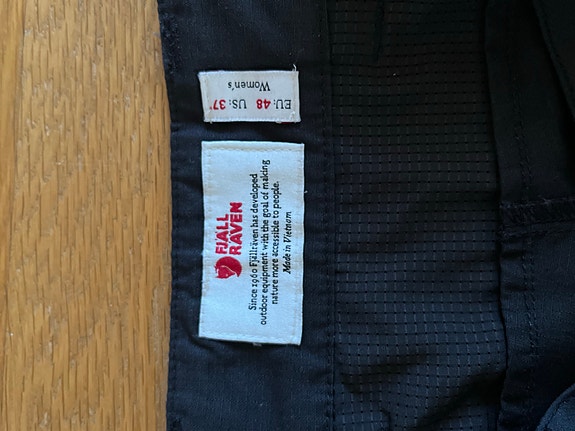 EU: 48 US: 37"
Women's
FJÄLL
RÄVEN
Since 1960 Fjällräven has developed
outdoor equipment with the goal of making
nature more accessible to people.
Made in Vietnam